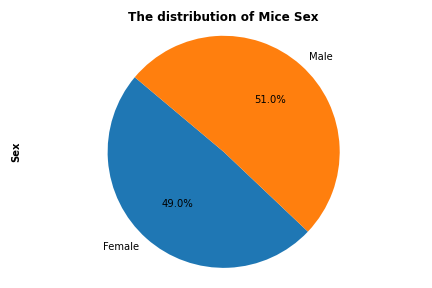 The distribution of Mice Sex
Male
51.0%
Sex
49.0%
Female